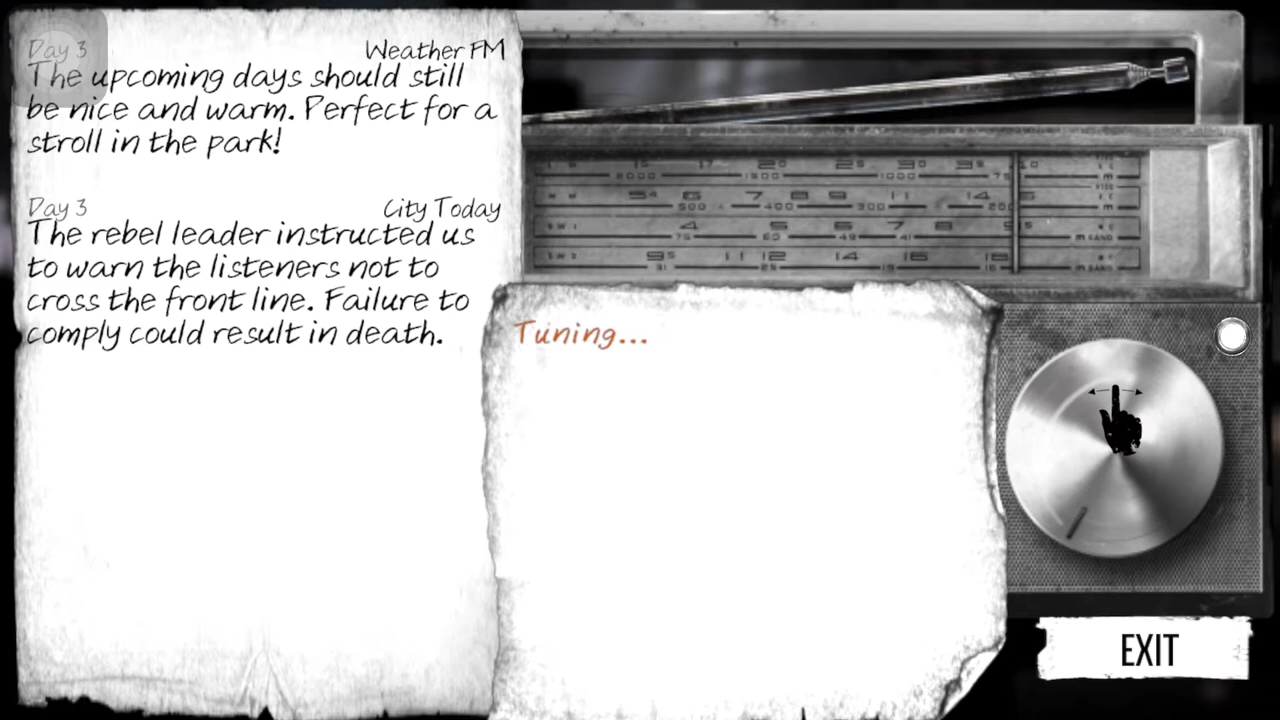 Day 3 Weather FM
The upcoming days should still
be nice and warm. Perfect for a
stroll in the park!
Day 3 City Today
The rebel leader instructed us
to warn the listeners not to
cross the front line. Failure to
comply could result in death.
Tuning...
EXIT